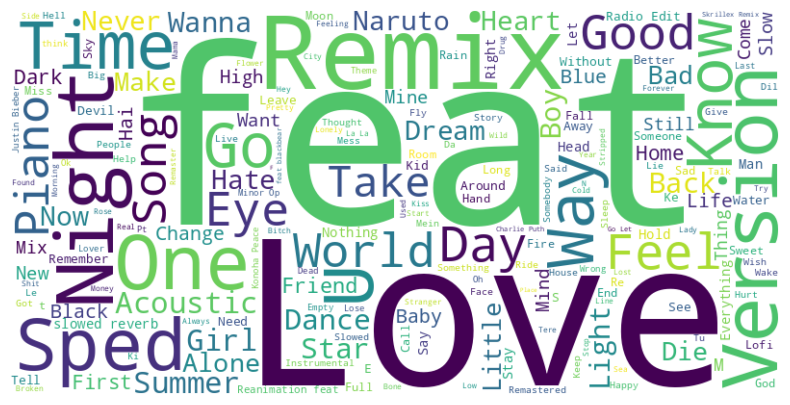 feat
Love
Remix
Night
Time
Version
Know
Sped
One
Way
Go
Good
World
Feel
Song
Piano
Eye
Take
Day
U
Never
Wanna
Naruto
Heart
Radio Edit
Skrillex Remix
Side
Hell
think
Moon
Feeling
Sky
Mama
City
Rain
Right
Drug
Let
Come
Slow
Dark
Big
Make
High
Flower
Hey
Theme
Without
Blue
Better
Bad
Forever
Last
Dil
Miss
Devil
Leave
Mine
Boy
Give
Justin Bieber
Hai
Want
Live
Thought
La La
Dream
Fly
Story
Fall
Away
Still
Someone
Man
Ok
People
Help
Lonely
Mess
Da
Wild
Stripped
Year
Remaster
Pretty
Room
Kid
Head
Home
Lie
Sad
Talk
Morning
Hate
Minor Op
feat blackbear
Said
N
Cold
Somebody
Back
Ke
Life
Try
Water
Found
Used
Kiss
Start
Long
Around
Hand
Sleep
Lady
Thing
Now
Rose
Real
Pt
Change
Nothing
Mein
Charlie Puth
Go Let
Hold
Sweet
Wish
Wake
Mix
Lover
Bitch
Konoha Peace
Something
Fire
Remember
New
Dead
Ride
House
Wrong
Re
Lost
Everything
Shit
Money
Le
Friend
Oh
Face
Mind
S
End
Line
Hurt
Got
t
Acoustic
Empty
Lose
Stranger
Light
See
Black
slowed reverb
Always
Need
Dance
Baby
Little
Tere
Tu
Lofi
Girl
Slowed
Say
Call
Stay
Keep
Stop
Die
M
Ki
Alone
Star
Instrumental
Tell
First
Summer
E
Full
Bone
Low
Remastered
Happy
Sea
God
Broken
Reanimation feat